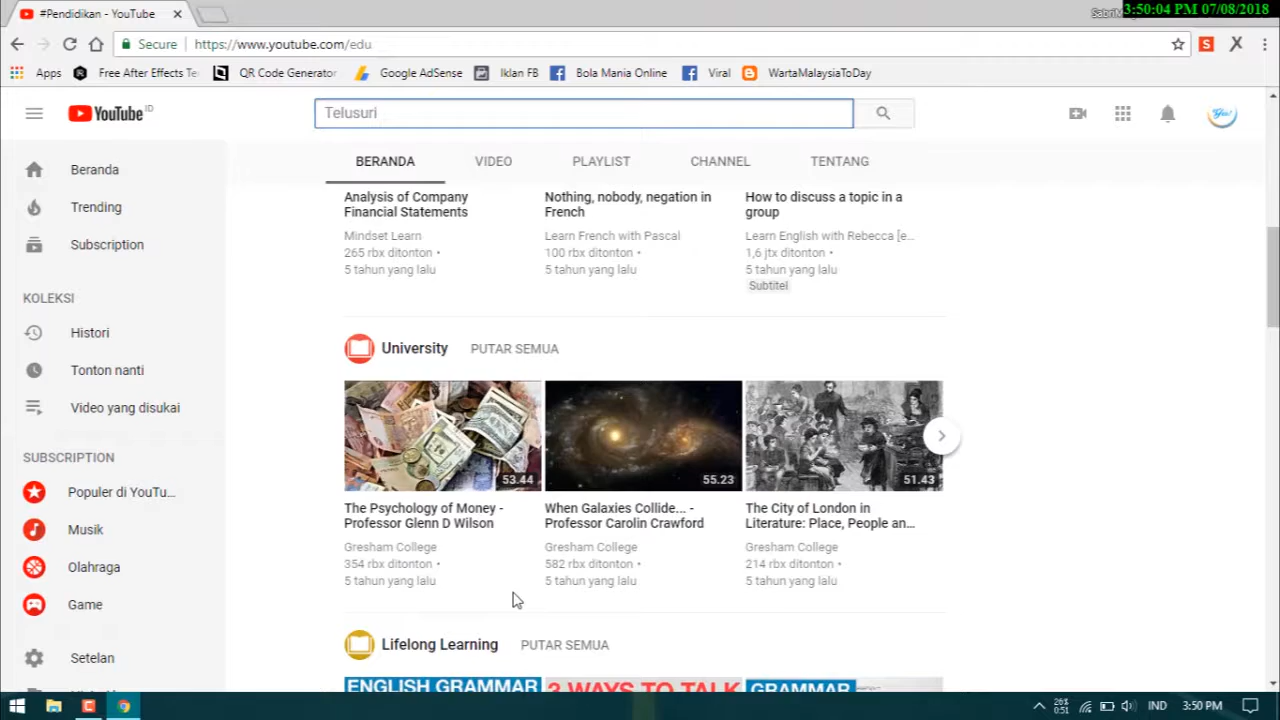 #Pendidikan - YouTube
3:50:04 PM 07/08/2018
Secure
https://www.youtube.com/edu
S
X
Apps
Free After Effects Te
QR Code Generator
Google AdSense
Iklan FB
Bola Mania Online
Viral
WartaMalaysiaToday
YouTube ID
Telusuri
Beranda
Trending
Subscription
KOLEKSI
Histori
Tonton nanti
Video yang disukai
SUBSCRIPTION
Populer di YouTu...
Musik
Olahraga
Game
Setelan
BERANDA
VIDEO
PLAYLIST
CHANNEL
TENTANG
Analysis of Company
Financial Statements
Mindset Learn
265 rbx ditonton •
5 tahun yang lalu
Nothing, nobody, negation in
French
Learn French with Pascal
100 rbx ditonton •
5 tahun yang lalu
How to discuss a topic in a
group
Learn English with Rebecca [e...
1,6 jtx ditonton •
5 tahun yang lalu
Subtitel
University
PUTAR SEMUA
53.44
The Psychology of Money -
Professor Glenn D Wilson
Gresham College
354 rbx ditonton •
5 tahun yang lalu
55.23
When Galaxies Collide... -
Professor Carolin Crawford
Gresham College
582 rbx ditonton •
5 tahun yang lalu
51.43
The City of London in
Literature: Place, People an...
Gresham College
214 rbx ditonton •
5 tahun yang lalu
Lifelong Learning
PUTAR SEMUA
ENGLISH GRAMMAR
3 WAYS TO TALK
GRAMMAR
26%
0:51
IND
3:50 PM